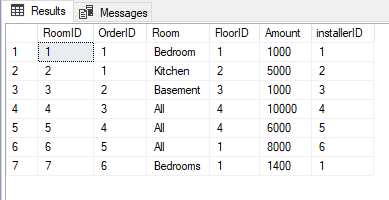 Results Messages
RoomID OrderID Room FloorID Amount installerID
1 1 1 Bedroom 1 1000 1
2 2 1 Kitchen 2 5000 2
3 3 2 Basement 3 1000 3
4 4 3 All 4 10000 4
5 5 4 All 4 6000 5
6 6 5 All 1 8000 6
7 7 6 Bedrooms 1 1400 1